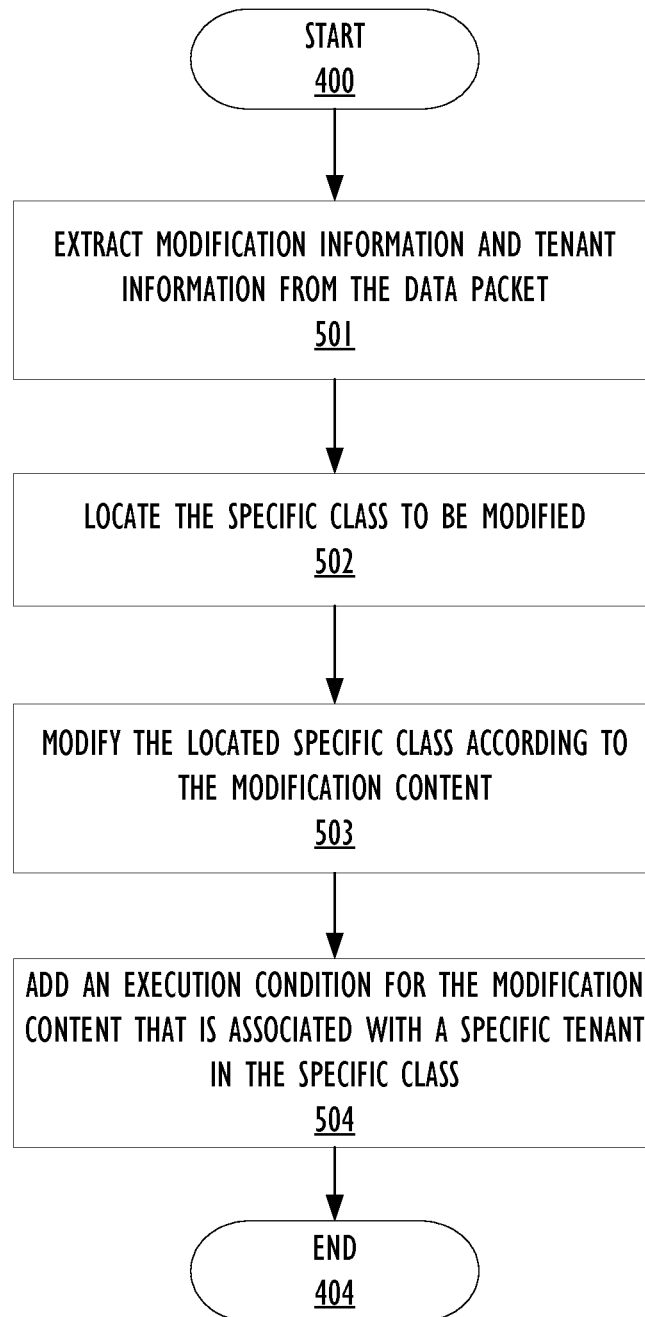 START
400
EXTRACT MODIFICATION INFORMATION AND TENANT
INFORMATION FROM THE DATA PACKET
501
LOCATE THE SPECIFIC CLASS TO BE MODIFIED
502
MODIFY THE LOCATED SPECIFIC CLASS ACCORDING TO
THE MODIFICATION CONTENT
503
ADD AN EXECUTION CONDITION FOR THE MODIFICATION
CONTENT THAT IS ASSOCIATED WITH A SPECIFIC TENANT
IN THE SPECIFIC CLASS
504
END
404